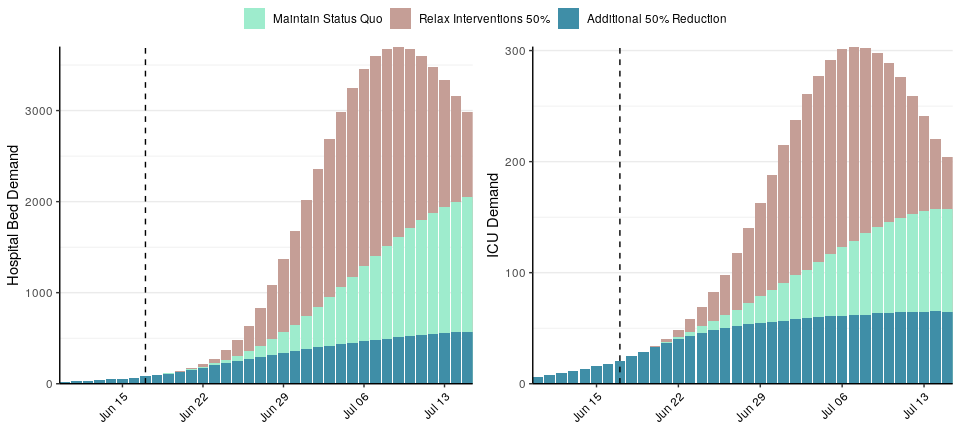 Maintain Status Quo Relax Interventions 50% Additional 50% Reduction
Hospital Bed Demand
3000
2000
1000
0
Jun 15 Jun 22 Jun 29 Jul 06 Jul 13
ICU Demand
300
200
100
0
Jun 15 Jun 22 Jun 29 Jul 06 Jul 13